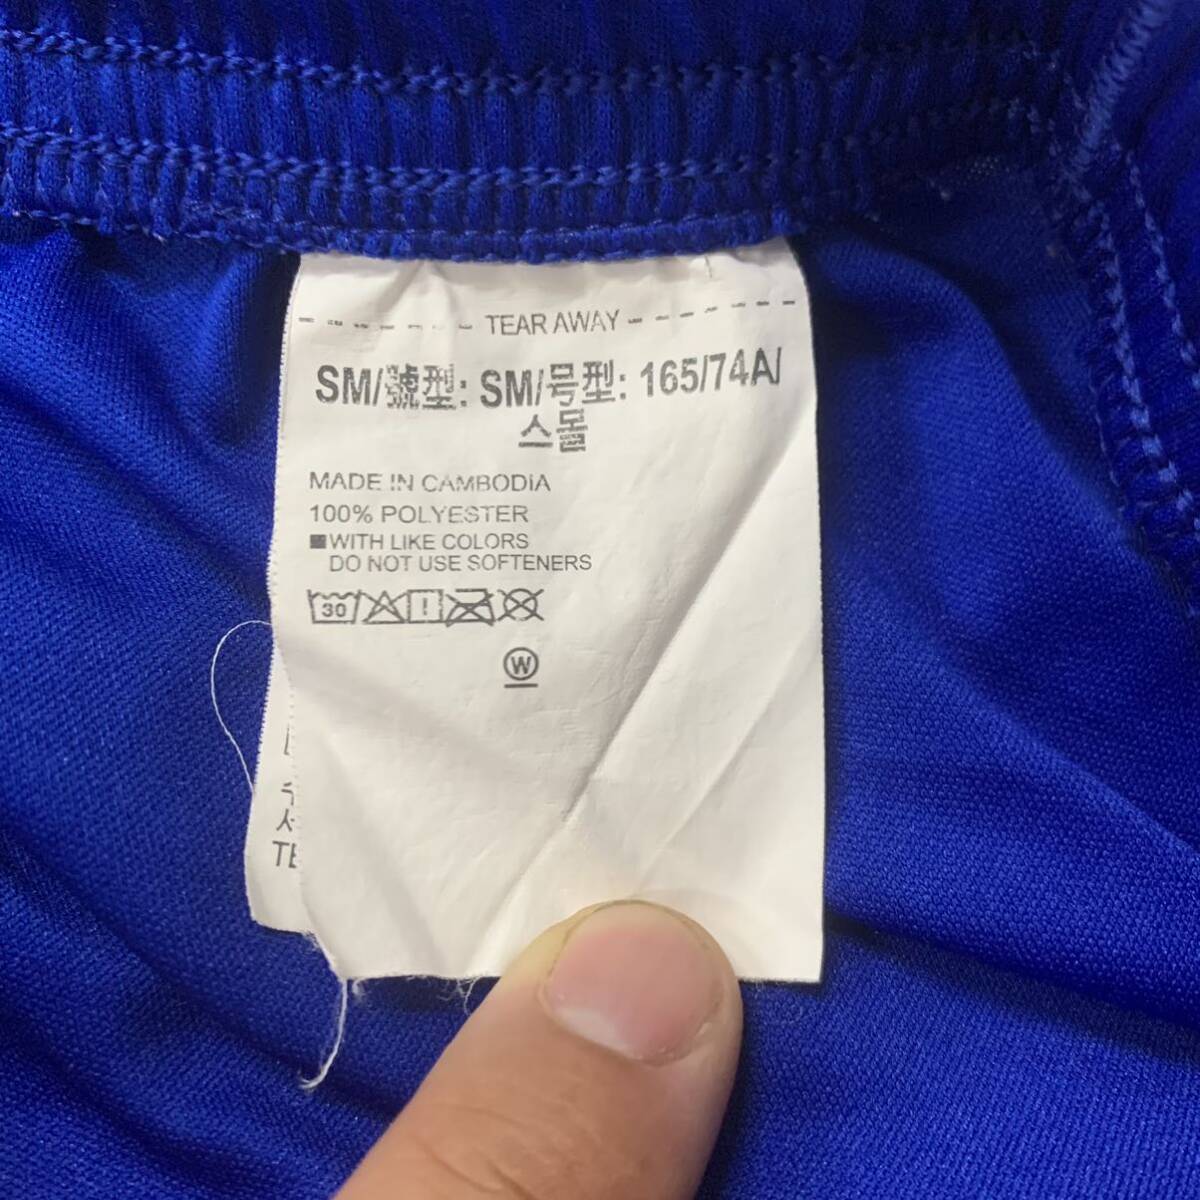 TEAR AWAY
SM/號型: SM/号型: 165/74A/
스몰
MADE IN CAMBODIA
100% POLYESTER
WITH LIKE COLORS
DO NOT USE SOFTENERS
30 !
W
TE